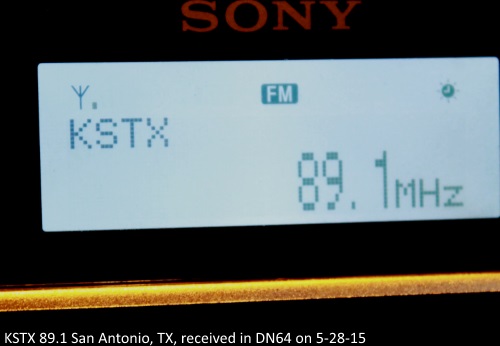 SONY
FM
KSTX
89.1MHz
KSTX 89.1 San Antonio, TX, received in DN64 on 5-28-15